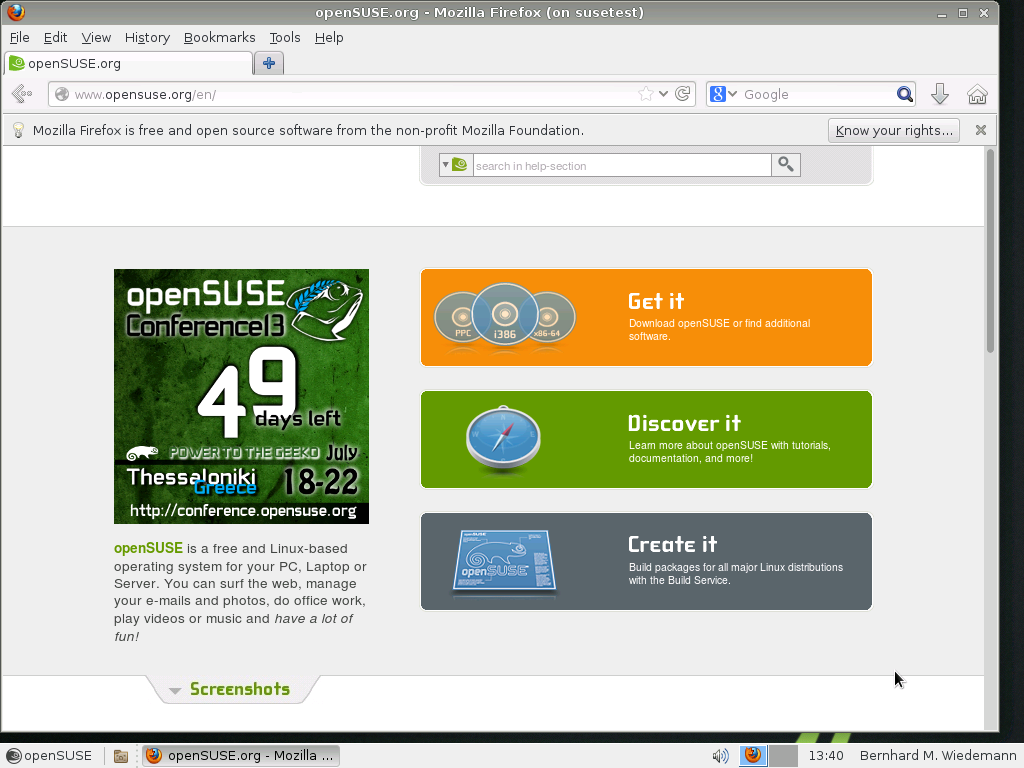 openSUSE.org - Mozilla Firefox (on susetest)
File Edit View History Bookmarks Tools Help
openSUSE.org
www.opensuse.org/en/
Google
Mozilla Firefox is free and open source software from the non-profit Mozilla Foundation.
Know your rights...
search in help-section
openSUSE
Conference13
49
days left
POWER TO THE GEEKO July
Thessaloniki
Greece
18-22
http://conference.opensuse.org
PPC
i386
x86-64
Get it
Download openSUSE or find additional
software.
Discover it
Learn more about openSUSE with tutorials,
documentation, and more!
openSUSE
Create it
Build packages for all major Linux distributions
with the Build Service.
openSUSE is a free and Linux-based
operating system for your PC, Laptop or
Server. You can surf the web, manage
your e-mails and photos, do office work,
play videos or music and have a lot of
fun!
Screenshots
openSUSE
openSUSE.org - Mozilla ...
13:40
Bernhard M. Wiedemann